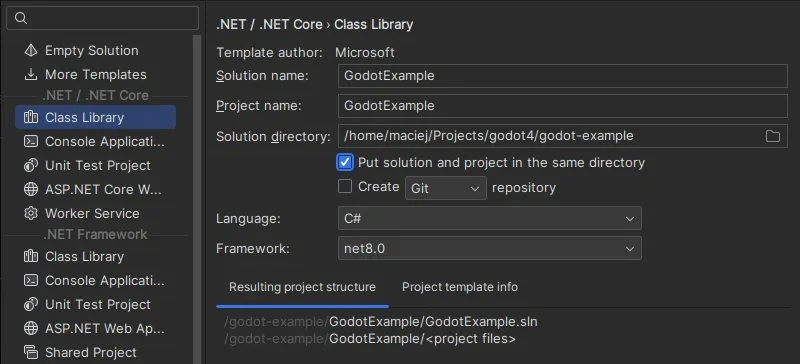 Empty Solution
More Templates
.NET / .NET Core
Class Library
Console Applicati...
Unit Test Project
ASP.NET Core W...
Worker Service
.NET Framework
Class Library
Console Applicati...
Unit Test Project
ASP.NET Web Ap...
Shared Project
.NET / .NET Core › Class Library
Template author: Microsoft
Solution name: GodotExample
Project name: GodotExample
Solution directory: /home/maciej/Projects/godot4/godot-example
Put solution and project in the same directory
Create Git repository
Language: C#
Framework: net8.0
Resulting project structure Project template info
/godot-example/GodotExample/GodotExample.sln
/godot-example/GodotExample/<project files>